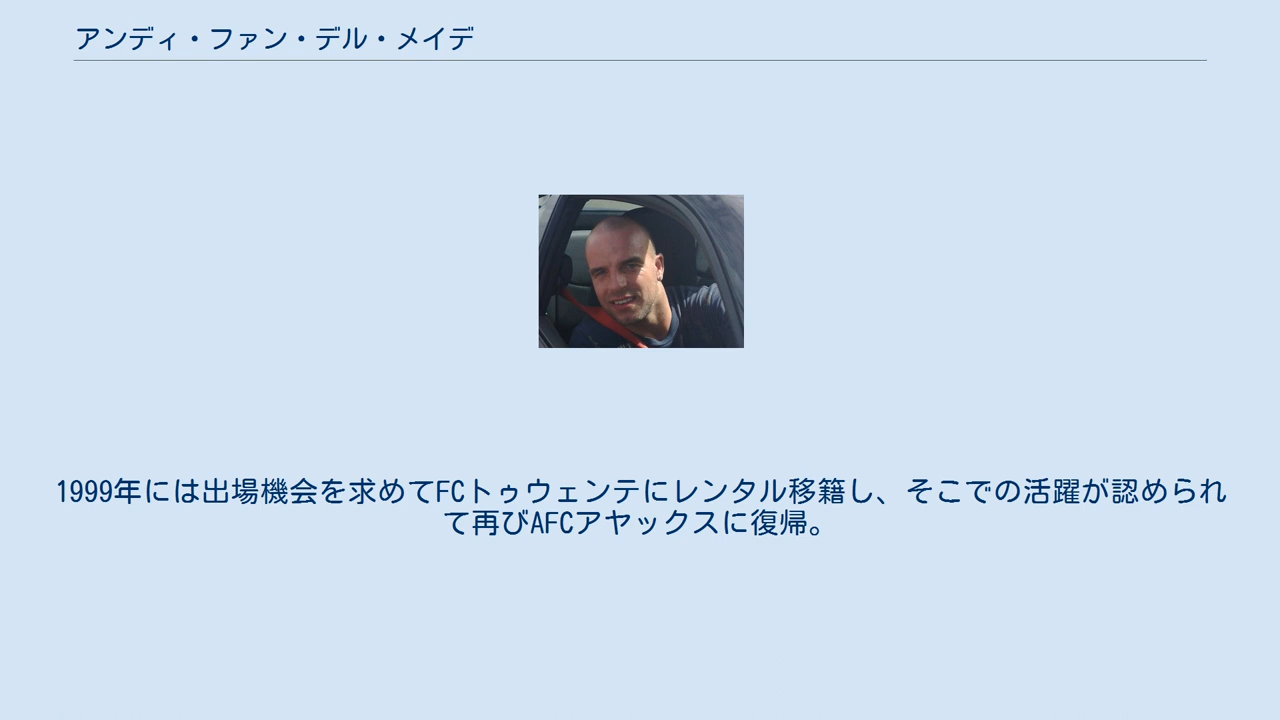 アンディ・ファン・デル・メイデ
1999年には出場機会を求めてFCトゥウェンテにレンタル移籍し、そこでの活躍が認められ
て再びAFCアヤックスに復帰。